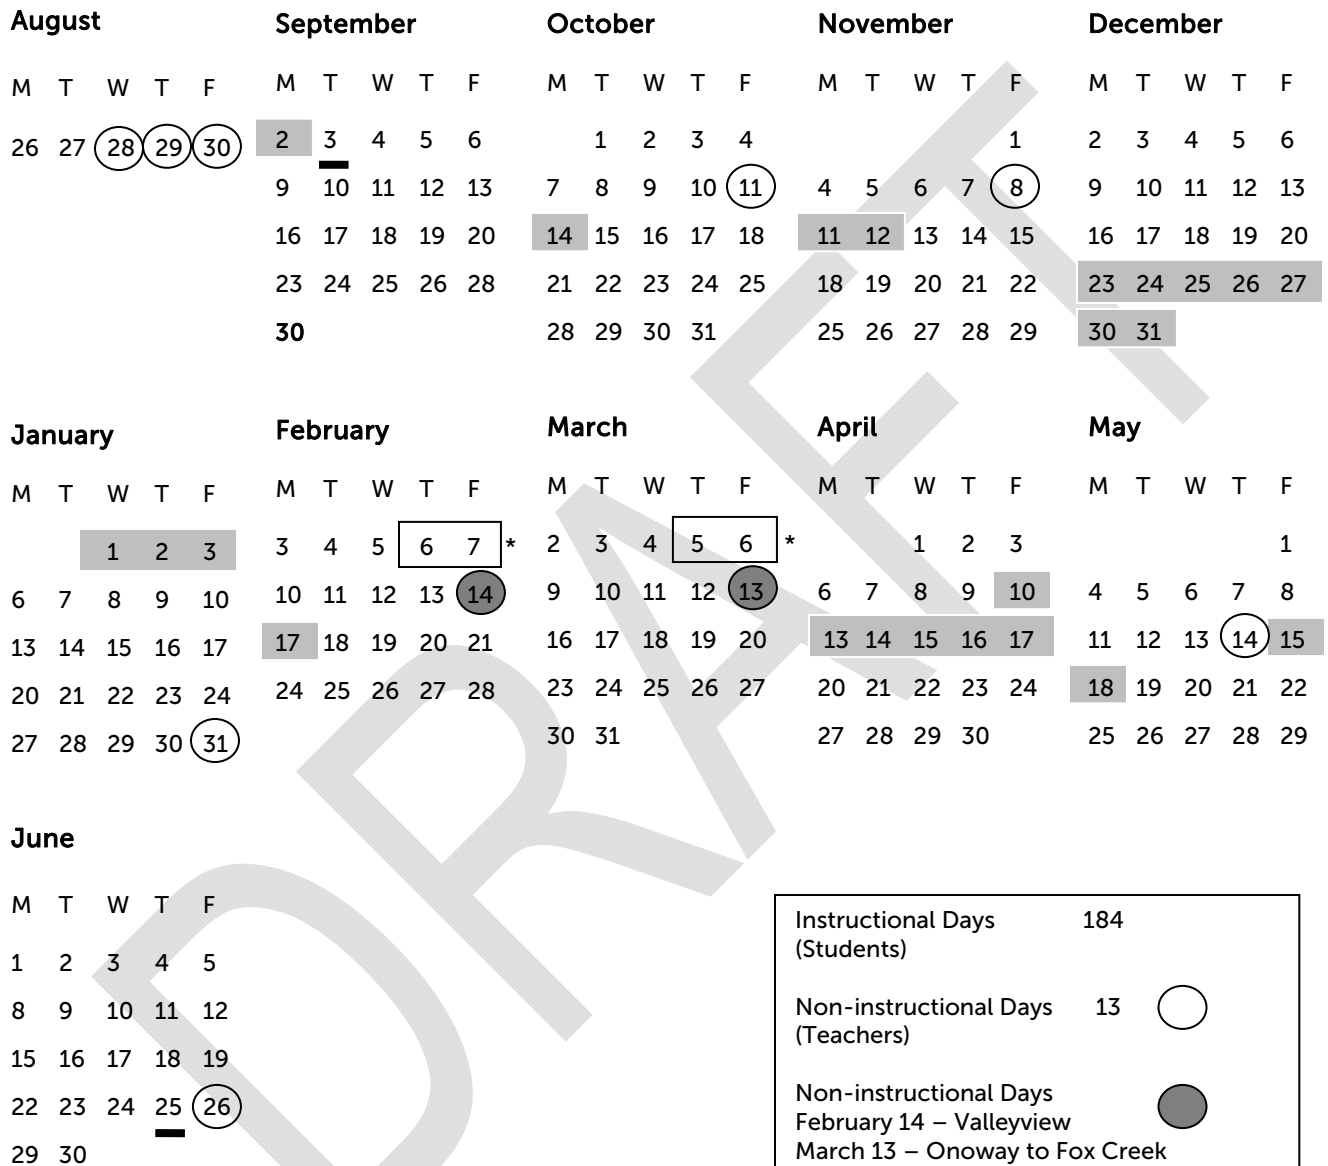 August September October November December
M T W T F M T W T F M T W T F M T W T F M T W T F
26 27 28 29 30 2 3 4 5 6 1 2 3 4 1 2 3 4 5 6
9 10 11 12 13 7 8 9 10 11 4 5 6 7 8 9 10 11 12 13
16 17 18 19 20 14 15 16 17 18 11 12 13 14 15 16 17 18 19 20
23 24 25 26 28 21 22 23 24 25 18 19 20 21 22 23 24 25 26 27
30 28 29 30 31 25 26 27 28 29 30 31
January February March April May
M T W T F M T W T F M T W T F M T W T F M T W T F
1 2 3 3 4 5 6 7 * 2 3 4 5 6 * 1 2 3 1
6 7 8 9 10 10 11 12 13 14 9 10 11 12 13 6 7 8 9 10 4 5 6 7 8
13 14 15 16 17 17 18 19 20 21 16 17 18 19 20 13 14 15 16 17 11 12 13 14 15
20 21 22 23 24 24 25 26 27 28 23 24 25 26 27 20 21 22 23 24 18 19 20 21 22
27 28 29 30 31 30 31 27 28 29 30 25 26 27 28 29
June
M T W T F
1 2 3 4 5
8 9 10 11 12
15 16 17 18 19
22 23 24 25 26
29 30
Instructional Days 184
(Students)
Non-instructional Days 13
(Teachers)
Non-instructional Days
February 14 – Valleyview
March 13 – Onoway to Fox Creek
DRAFT